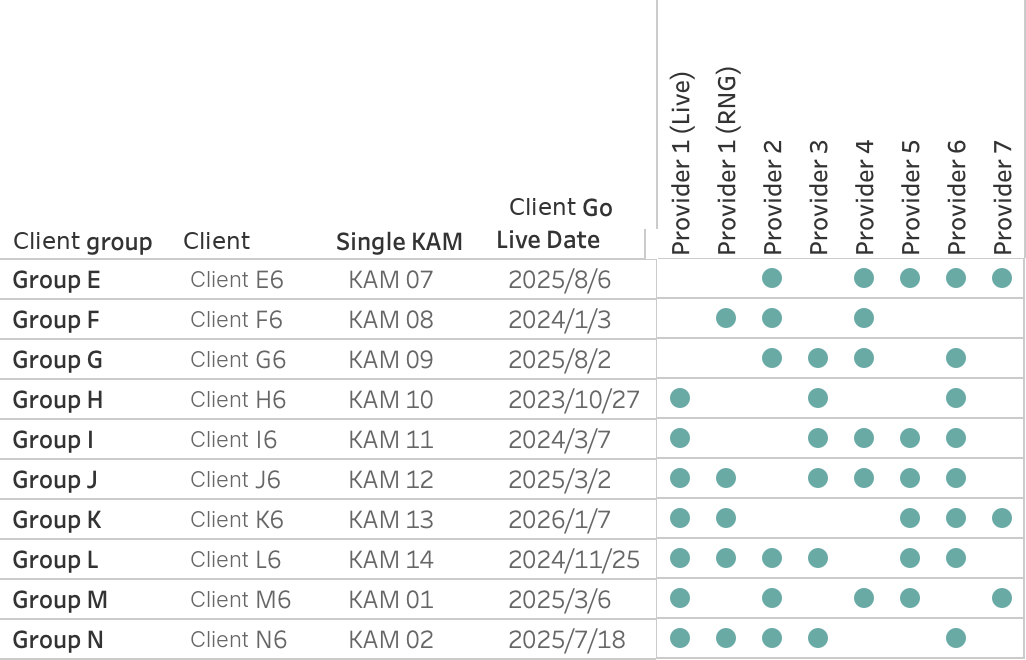 Provider 1 (Live)
Provider 1 (RNG)
Provider 2
Provider 3
Provider 4
Provider 5
Provider 6
Provider 7
Client group Client Single KAM Client Go
Live Date
Group E Client E6 KAM 07 2025/8/6
Group F Client F6 KAM 08 2024/1/3
Group G Client G6 KAM 09 2025/8/2
Group H Client H6 KAM 10 2023/10/27
Group I Client I6 KAM 11 2024/3/7
Group J Client J6 KAM 12 2025/3/2
Group K Client K6 KAM 13 2026/1/7
Group L Client L6 KAM 14 2024/11/25
Group M Client M6 KAM 01 2025/3/6
Group N Client N6 KAM 02 2025/7/18